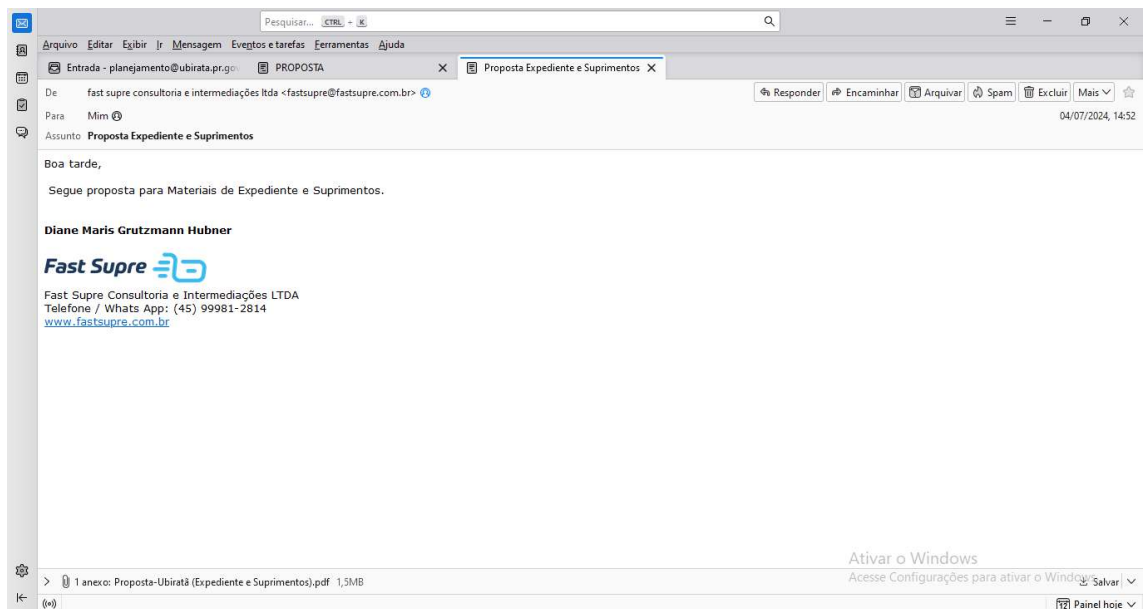 Pesquisar... CTRL + K
Arquivo Editar Exibir Ir Mensagem Eventos e tarefas Ferramentas Ajuda
Entrada - planejamento@ubirata.pr.gov PROPOSTA Proposta Expediente e Suprimentos
De fast supre consultoria e intermediações ltda <fastsupre@fastsupre.com.br> Responder Encaminhar Arquivar Spam Excluir Mais
Para Mim 04/07/2024, 14:52
Assunto Proposta Expediente e Suprimentos
Boa tarde,
Segue proposta para Materiais de Expediente e Suprimentos.
Diane Maris Grutzmann Hubner
Fast Supre
Fast Supre Consultoria e Intermediações LTDA
Telefone / Whats App: (45) 99981-2814
www.fastsupre.com.br
Ativar o Windows
Acesse Configurações para ativar o Windows.
1 anexo: Proposta-Ubiratã (Expediente e Suprimentos).pdf 1,5MB Salvar
12 Painel hoje